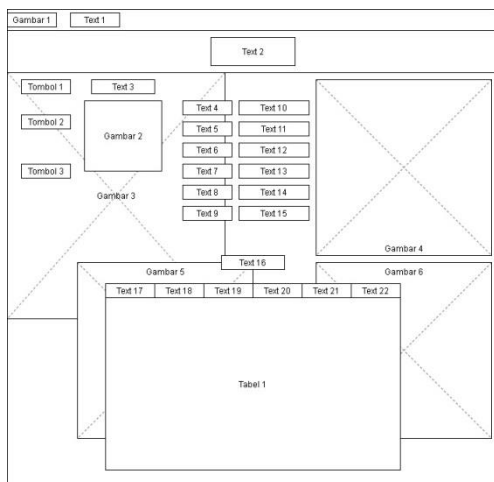 Gambar 1 Text 1
Text 2
Tombol 1 Text 3
Text 4 Text 10
Tombol 2 Text 5 Text 11
Gambar 2
Text 6 Text 12
Tombol 3 Text 7 Text 13
Gambar 3 Text 8 Text 14
Text 9 Text 15
Gambar 4
Text 16
Gambar 5 Gambar 6
Text 17 Text 18 Text 19 Text 20 Text 21 Text 22
Tabel 1